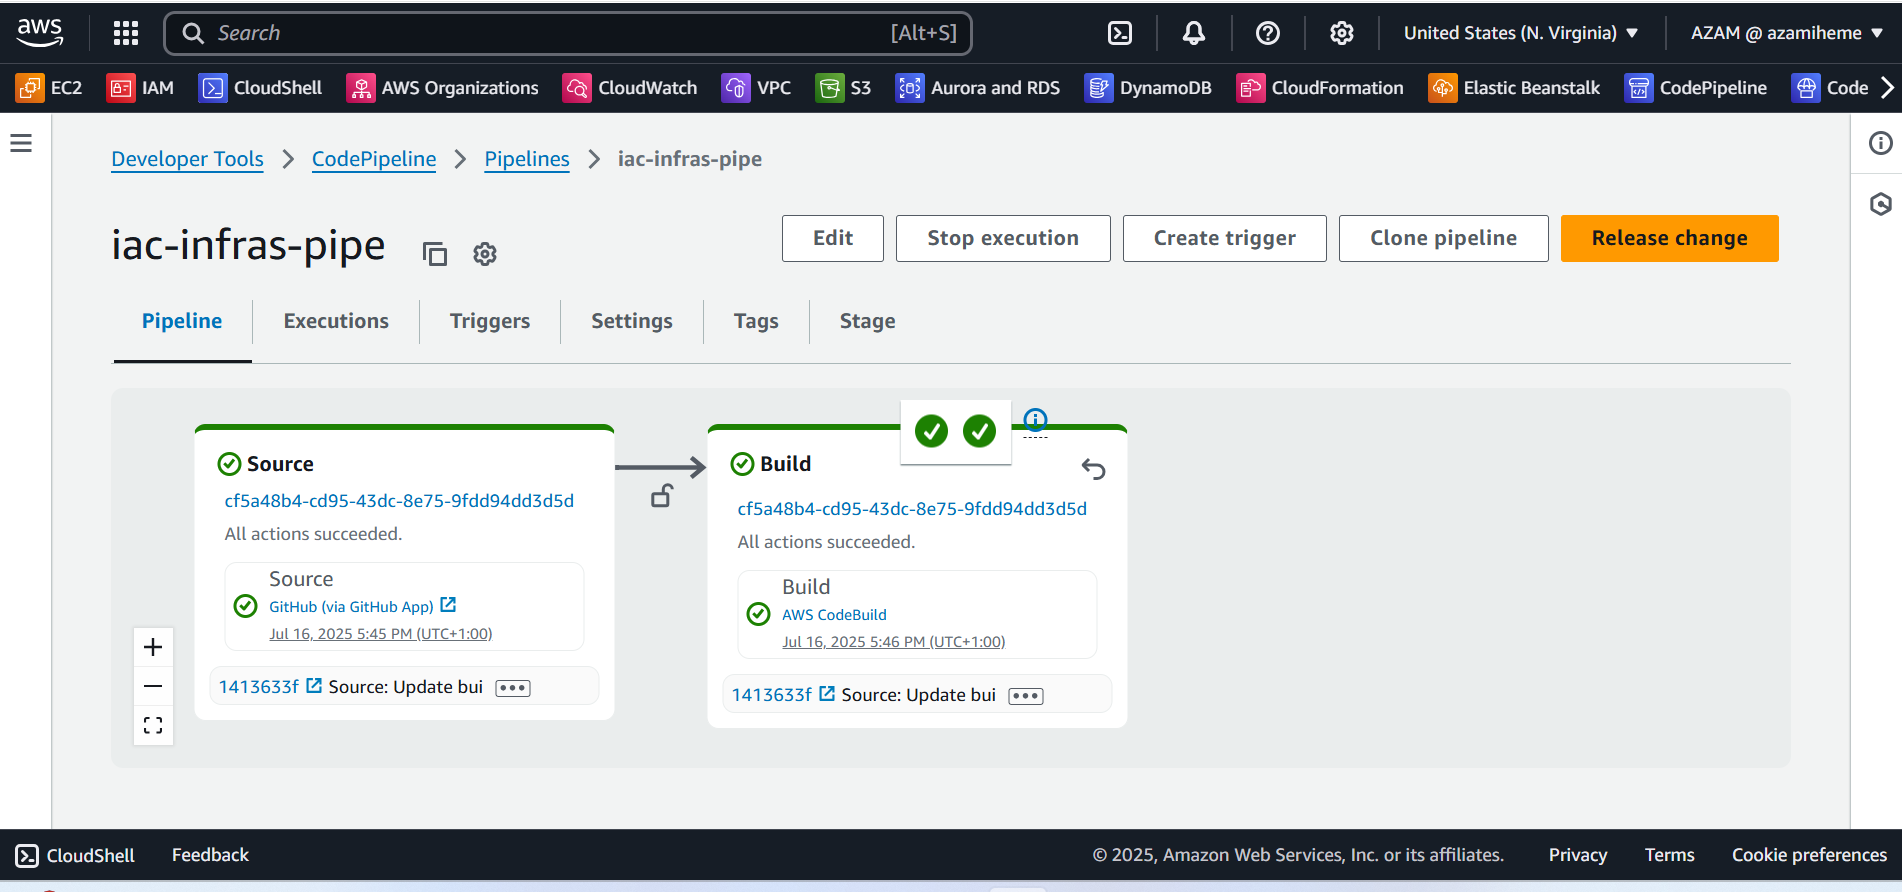 aws
Search
[Alt+S]
United States (N. Virginia)
AZAM @ azamiheme
EC2
IAM
CloudShell
AWS Organizations
CloudWatch
VPC
S3
Aurora and RDS
DynamoDB
CloudFormation
Elastic Beanstalk
CodePipeline
Code
Developer Tools
CodePipeline
Pipelines
iac-infras-pipe
iac-infras-pipe
Edit
Stop execution
Create trigger
Clone pipeline
Release change
Pipeline
Executions
Triggers
Settings
Tags
Stage
Source
cf5a48b4-cd95-43dc-8e75-9fdd94dd3d5d
All actions succeeded.
Source
GitHub (via GitHub App)
Jul 16, 2025 5:45 PM (UTC+1:00)
1413633f Source: Update bui
Build
cf5a48b4-cd95-43dc-8e75-9fdd94dd3d5d
All actions succeeded.
Build
AWS CodeBuild
Jul 16, 2025 5:46 PM (UTC+1:00)
1413633f Source: Update bui
CloudShell
Feedback
© 2025, Amazon Web Services, Inc. or its affiliates.
Privacy
Terms
Cookie preferences